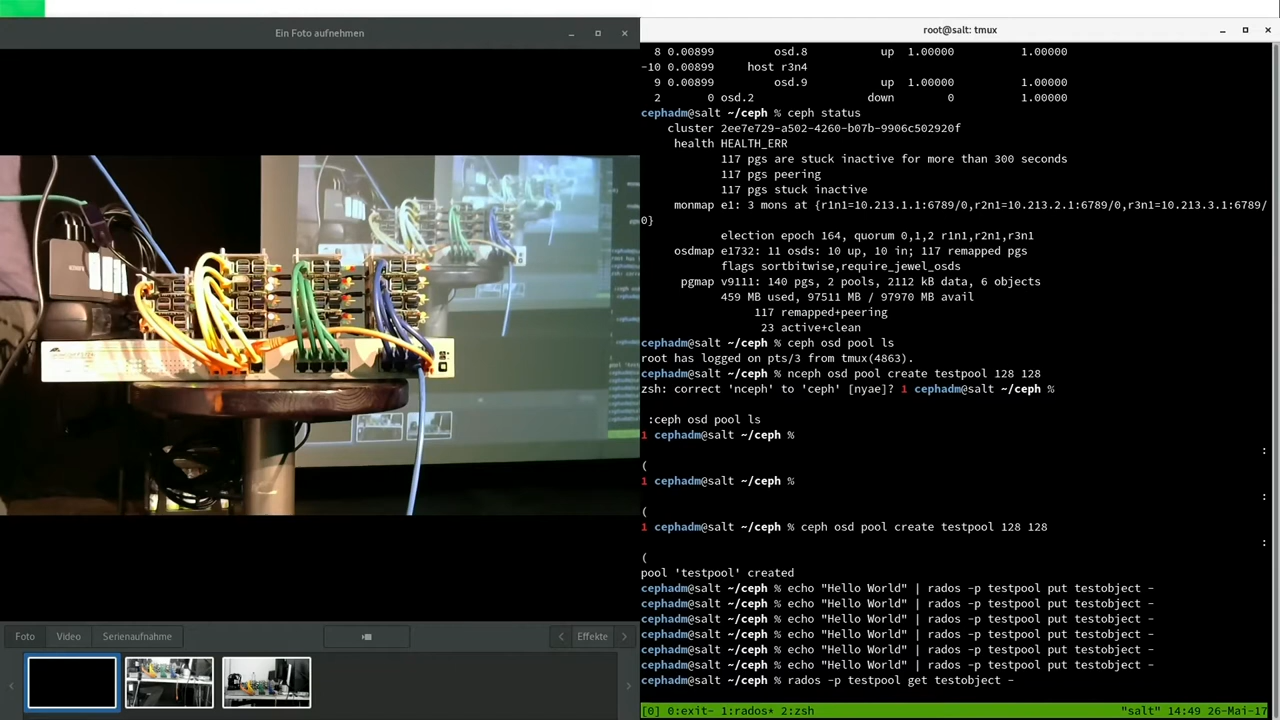 Ein Foto aufnehmen
root@salt: tmux
8 0.00899 osd.8 up 1.00000 1.00000
-10 0.00899 host r3n4
9 0.00899 osd.9 up 1.00000 1.00000
2 0 osd.2 down 0 1.00000
cephadm@salt ~/ceph % ceph status
cluster 2ee7e729-a502-4260-b07b-9906c502920f
health HEALTH_ERR
117 pgs are stuck inactive for more than 300 seconds
117 pgs peering
117 pgs stuck inactive
monmap e1: 3 mons at {r1n1=10.213.1.1:6789/0,r2n1=10.213.2.1:6789/0,r3n1=10.213.3.1:6789/
0}
election epoch 164, quorum 0,1,2 r1n1,r2n1,r3n1
osdmap e1732: 11 osds: 10 up, 10 in; 117 remapped pgs
flags sortbitwise,require_jewel_osds
pgmap v9111: 140 pgs, 2 pools, 2112 kB data, 6 objects
459 MB used, 97511 MB / 97970 MB avail
117 remapped+peering
23 active+clean
cephadm@salt ~/ceph % ceph osd pool ls
root has logged on pts/3 from tmux(4863).
cephadm@salt ~/ceph % nceph osd pool create testpool 128 128
zsh: correct 'nceph' to 'ceph' [nyae]? 1 cephadm@salt ~/ceph %
:ceph osd pool ls
1 cephadm@salt ~/ceph %
:
(
1 cephadm@salt ~/ceph %
:
(
1 cephadm@salt ~/ceph % ceph osd pool create testpool 128 128
:
(
pool 'testpool' created
cephadm@salt ~/ceph % echo "Hello World" | rados -p testpool put testobject -
cephadm@salt ~/ceph % echo "Hello World" | rados -p testpool put testobject -
cephadm@salt ~/ceph % echo "Hello World" | rados -p testpool put testobject -
cephadm@salt ~/ceph % echo "Hello World" | rados -p testpool put testobject -
cephadm@salt ~/ceph % echo "Hello World" | rados -p testpool put testobject -
cephadm@salt ~/ceph % echo "Hello World" | rados -p testpool put testobject -
cephadm@salt ~/ceph % rados -p testpool get testobject -
Foto Video Serienaufnahme Effekte
[0] 0:exit- 1:rados* 2:zsh "salt" 14:49 26-Mai-17